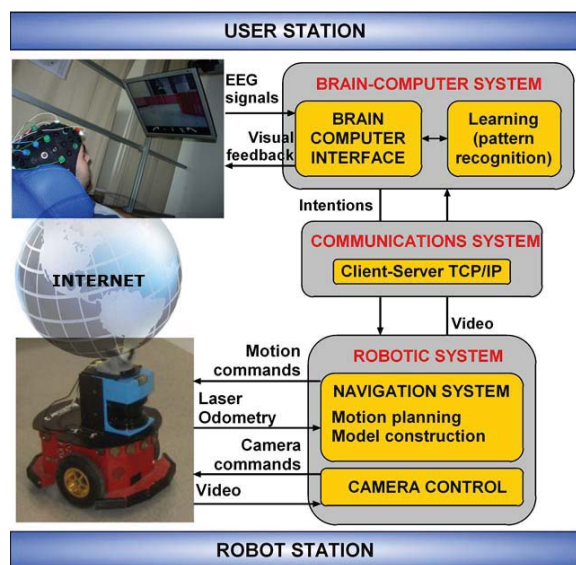 USER STATION
EEG
signals
Visual
feedback
BRAIN-COMPUTER SYSTEM
BRAIN
COMPUTER
INTERFACE
Learning
(pattern
recognition)
Intentions
COMMUNICATIONS SYSTEM
Client-Server TCP/IP
INTERNET
Video
ROBOTIC SYSTEM
Motion
commands
Laser
Odometry
Camera
commands
Video
NAVIGATION SYSTEM
Motion planning
Model construction
CAMERA CONTROL
ROBOT STATION